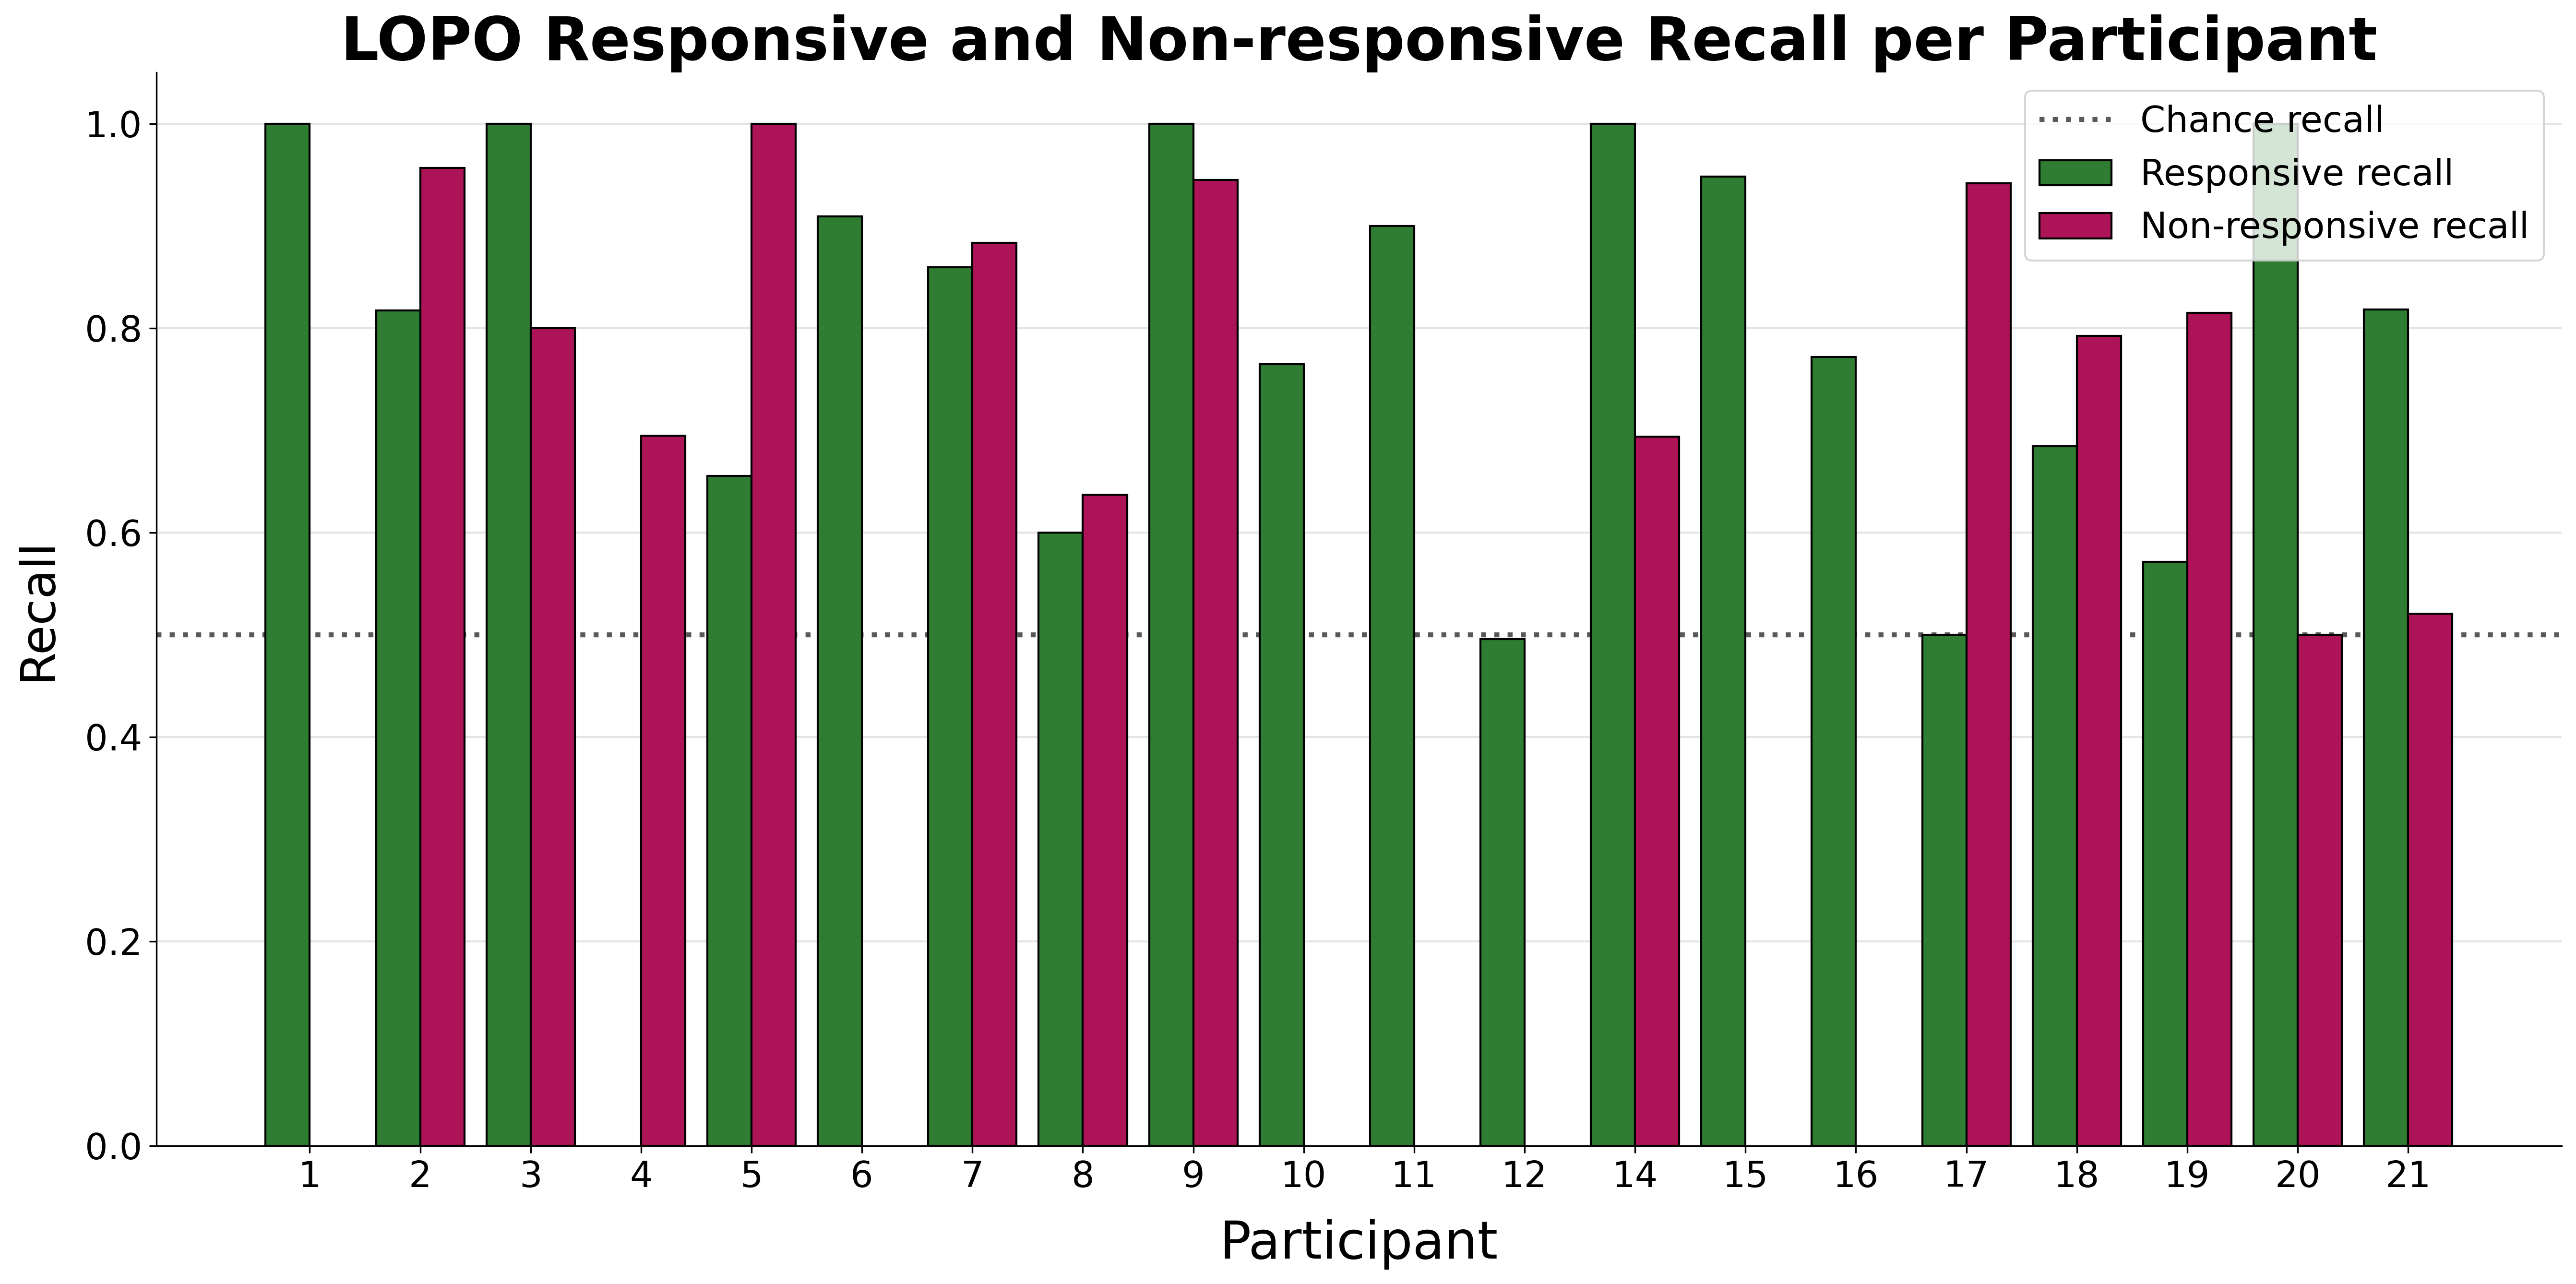 LOPO Responsive and Non-responsive Recall per Participant
Chance recall
Responsive recall
Non-responsive recall
1.0
0.8
0.6
0.4
0.2
0.0
Recall
1 2 3 4 5 6 7 8 9 10 11 12 14 15 16 17 18 19 20 21
Participant